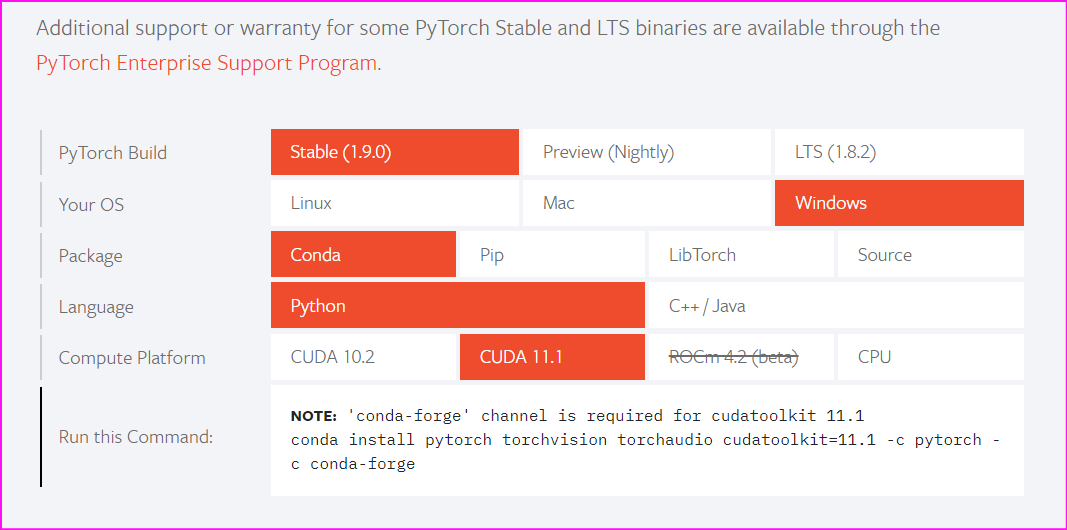 Additional support or warranty for some PyTorch Stable and LTS binaries are available through the
PyTorch Enterprise Support Program.
PyTorch Build Stable (1.9.0) Preview (Nightly) LTS (1.8.2)
Your OS Linux Mac Windows
Package Conda Pip LibTorch Source
Language Python C++ / Java
Compute Platform CUDA 10.2 CUDA 11.1 ROCm 4.2 (beta) CPU
Run this Command:
NOTE: 'conda-forge' channel is required for cudatoolkit 11.1
conda install pytorch torchvision torchaudio cudatoolkit=11.1 -c pytorch -
c conda-forge